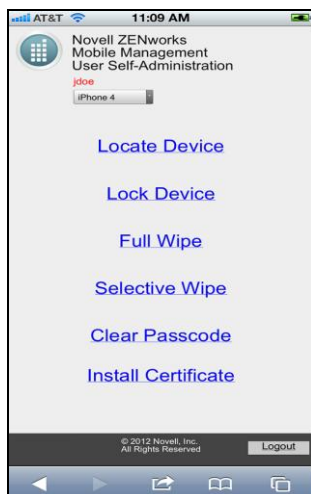 AT&T 11:09 AM
Novell ZENworks
Mobile Management
User Self-Administration
jdoe
iPhone 4
Locate Device
Lock Device
Full Wipe
Selective Wipe
Clear Passcode
Install Certificate
© 2012 Novell, Inc.
All Rights Reserved
Logout